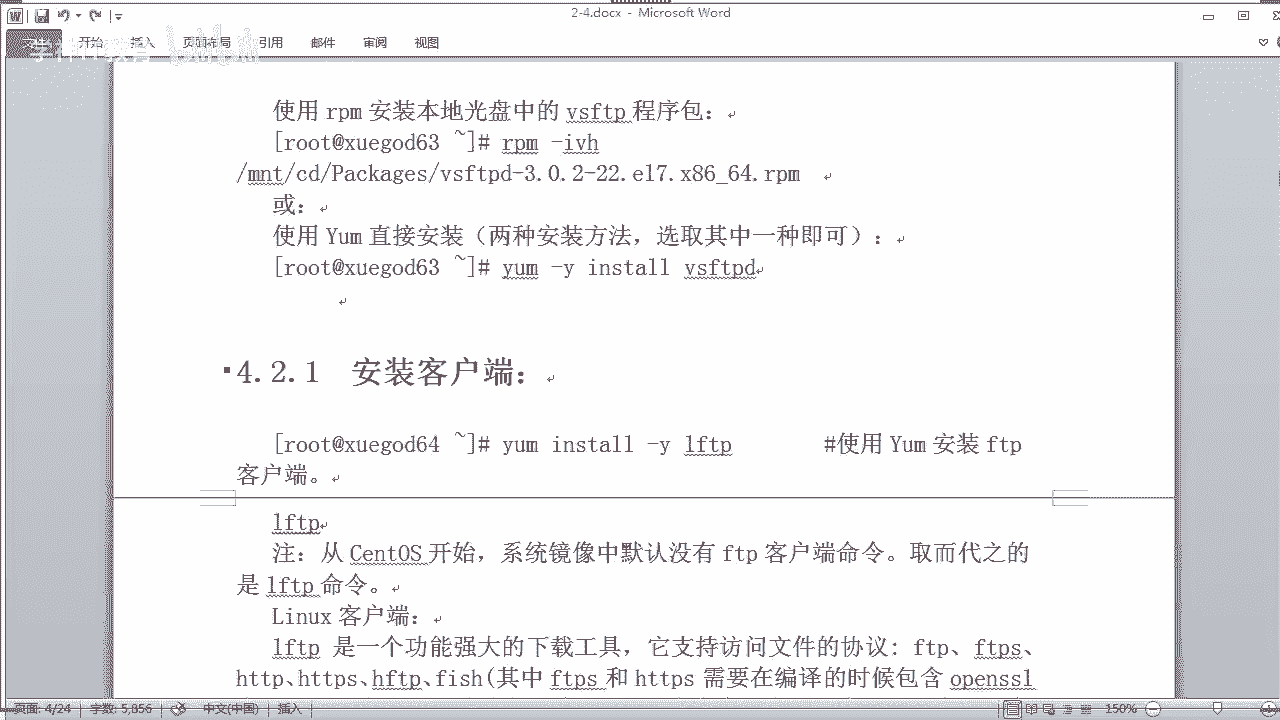 2-4.docx - Microsoft Word
开始 插入 页面布局 引用 邮件 审阅 视图
使用 rpm 安装本地光盘中的 vsftp 程序包：
[root@xuegod63 ~]# rpm -ivh
/mnt/cd/Packages/vsftpd-3.0.2-22.el7.x86_64.rpm
或：
使用 Yum 直接安装（两种安装方法，选取其中一种即可）：
[root@xuegod63 ~]# yum -y install vsftpd
4.2.1 安装客户端：
[root@xuegod64 ~]# yum install -y lftp #使用 Yum 安装 ftp
客户端。
lftp
注：从 CentOS 开始，系统镜像中默认没有 ftp 客户端命令。取而代之的
是 lftp 命令。
Linux 客户端：
lftp 是一个功能强大的下载工具，它支持访问文件的协议: ftp、ftps、
http、https、hftp、fish(其中 ftps 和 https 需要在编译的时候包含 openssl
页面: 4/24 字数: 5,856 中文(中国) 插入 150%